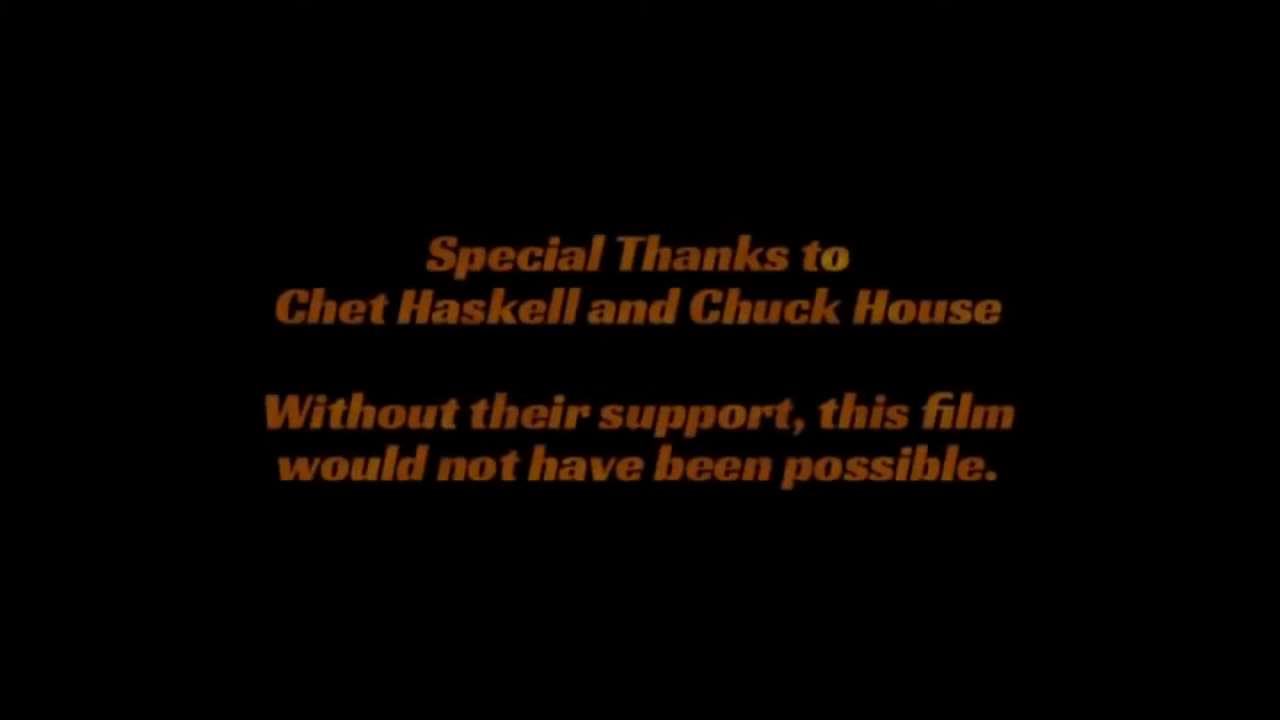 Special Thanks to
Chet Haskell and Chuck House
Without their support, this film
would not have been possible.